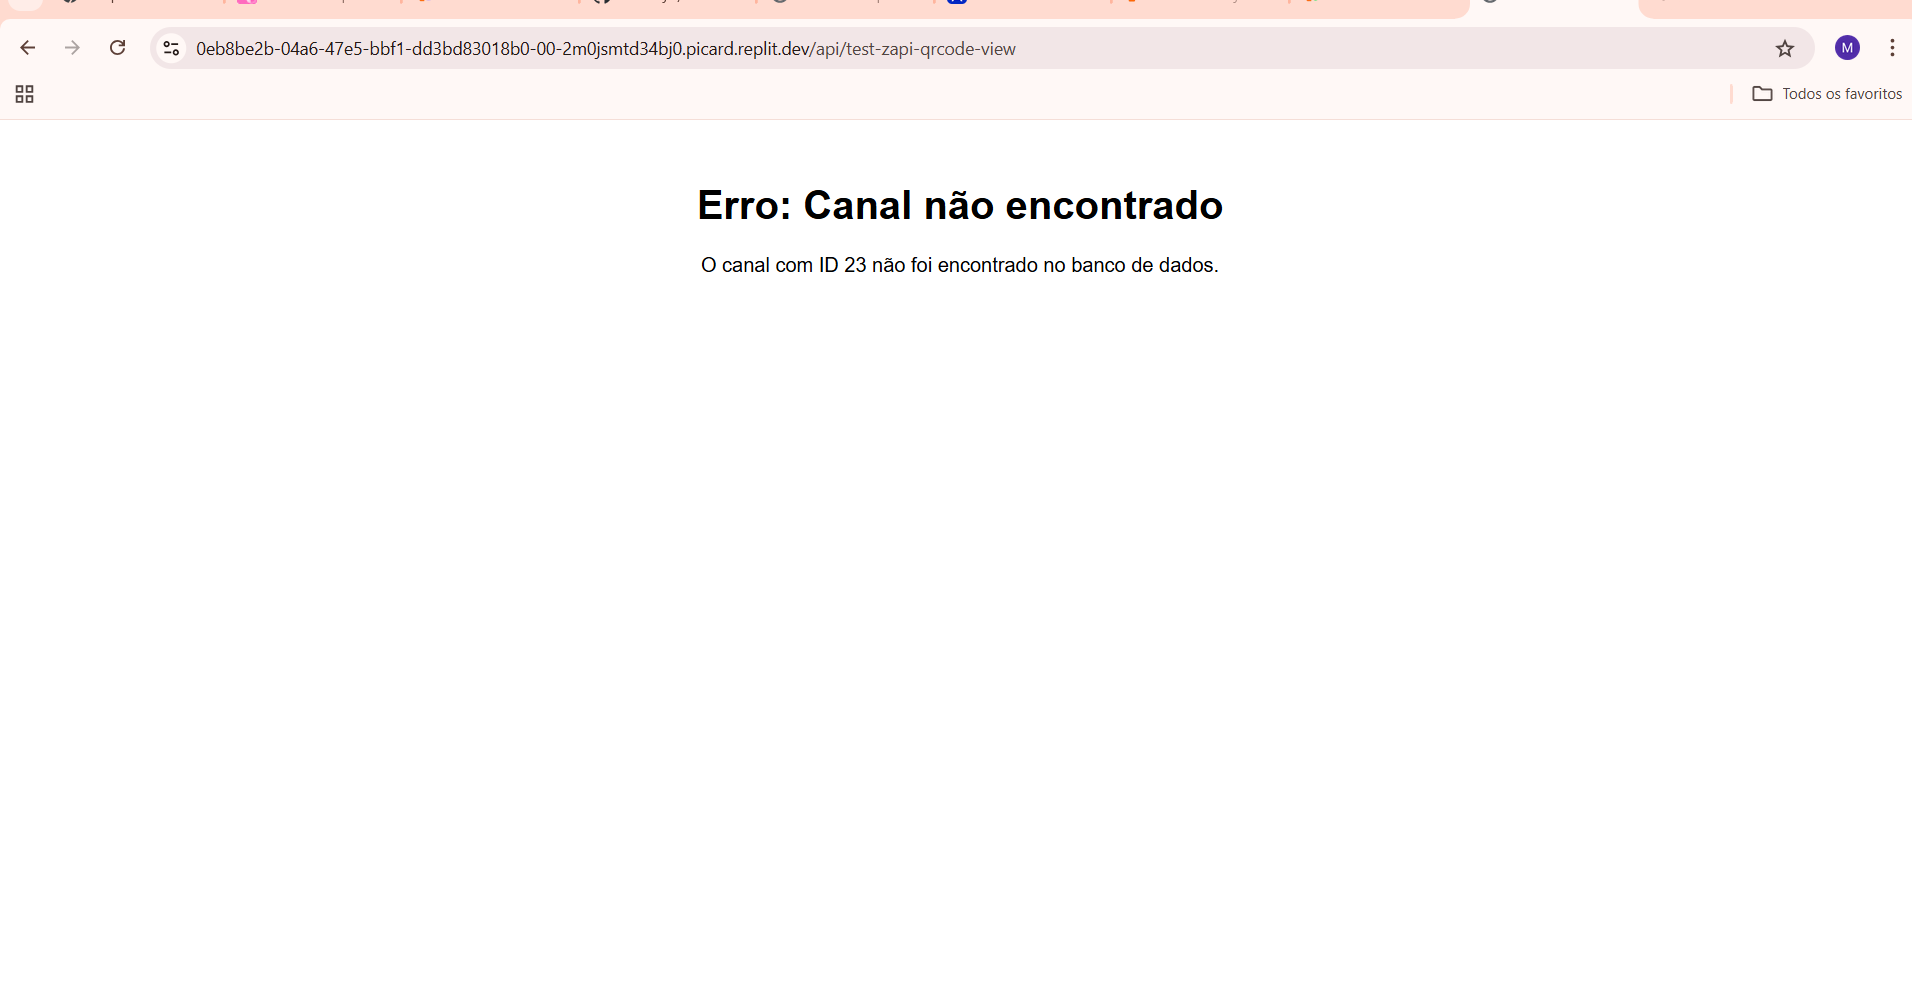 0eb8be2b-04a6-47e5-bbf1-dd3bd83018b0-00-2m0jsmtd34bj0.picard.replit.dev/api/test-zapi-qrcode-view
M
Todos os favoritos
Erro: Canal não encontrado
O canal com ID 23 não foi encontrado no banco de dados.